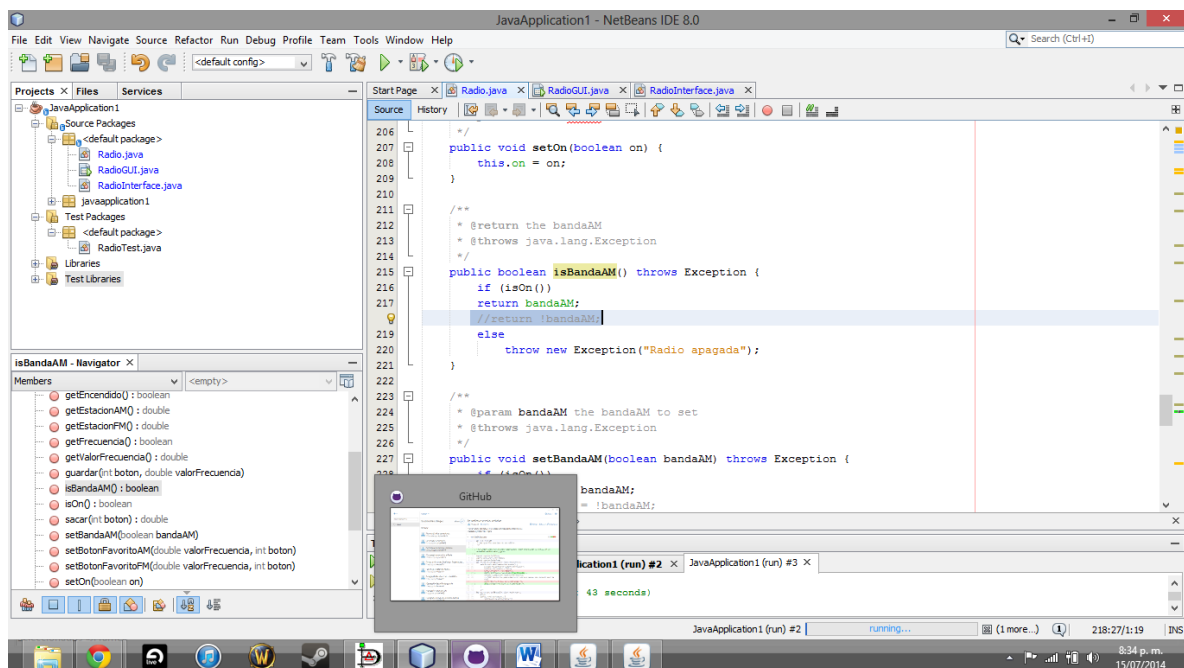 JavaApplication1 - NetBeans IDE 8.0
File Edit View Navigate Source Refactor Run Debug Profile Team Tools Window Help
Search (Ctrl+I)
<default config>
Projects Files Services
JavaApplication1
Source Packages
<default package>
Radio.java
RadioGUI.java
RadioInterface.java
javaapplication1
Test Packages
<default package>
RadioTest.java
Libraries
Test Libraries
isBandaAM - Navigator
Members <empty>
getEncendido() : boolean
getEstacionAM() : double
getEstacionFM() : double
getFrecuencia() : boolean
getValorFrecuencia() : double
guardar(int boton, double valorFrecuencia)
isBandaAM() : boolean
isOn() : boolean
sacar(int boton) : double
setBandaAM(boolean bandaAM)
setBotonFavoritoAM(double valorFrecuencia, int boton)
setBotonFavoritoFM(double valorFrecuencia, int boton)
setOn(boolean on)
Start Page Radio.java RadioGUI.java RadioInterface.java
Source History
206 */
207 public void setOn(boolean on) {
208 this.on = on;
209 }
210
211 /**
212 * @return the bandaAM
213 * @throws java.lang.Exception
214 */
215 public boolean isBandaAM() throws Exception {
216 if (isOn())
217 return bandaAM;
//return !bandaAM;
219 else
220 throw new Exception("Radio apagada");
221 }
222
223 /**
224 * @param bandaAM the bandaAM to set
225 * @throws java.lang.Exception
226 */
227 public void setBandaAM(boolean bandaAM) throws Exception {
228 if (isOn())
bandaAM;
= !bandaAM;
GitHub
lication1 (run) #2 JavaApplication1 (run) #3
43 seconds)
JavaApplication1 (run) #2 running... (1 more...) 1 218:27/1:19 INS
live
8:34 p. m.
15/07/2014